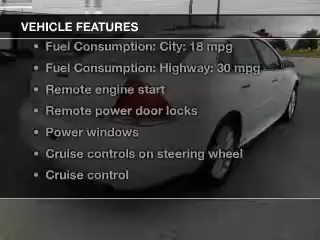 VEHICLE FEATURES
• Fuel Consumption: City: 18 mpg
• Fuel Consumption: Highway: 30 mpg
• Remote engine start
• Remote power door locks
• Power windows
• Cruise controls on steering wheel
• Cruise control